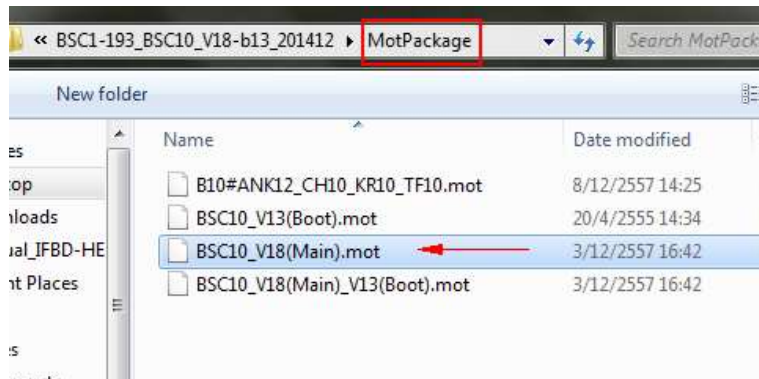 « BSC1-193_BSC10_V18-b13_201412 ▸ MotPackage Search MotPack
New folder
Name Date modified
es
top B10#ANK12_CH10_KR10_TF10.mot 8/12/2557 14:25
nloads BSC10_V13(Boot).mot 20/4/2555 14:34
ual_IFBD-HE BSC10_V18(Main).mot 3/12/2557 16:42
nt Places BSC10_V18(Main)_V13(Boot).mot 3/12/2557 16:42
es